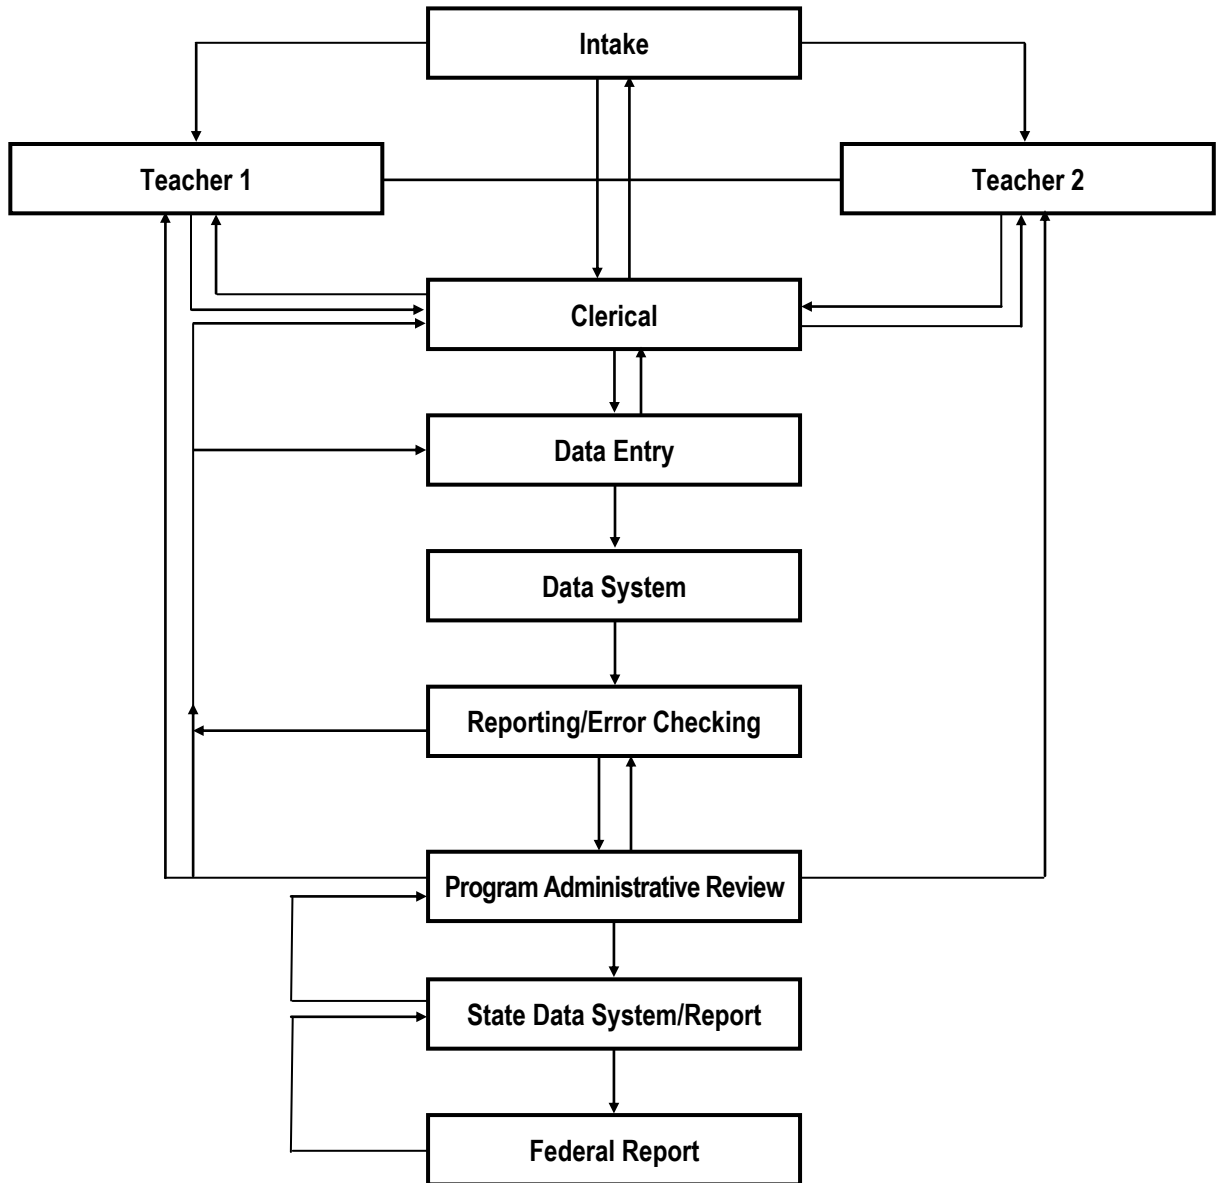 Intake
Teacher 1
Teacher 2
Clerical
Data Entry
Data System
Reporting/Error Checking
Program Administrative Review
State Data System/Report
Federal Report